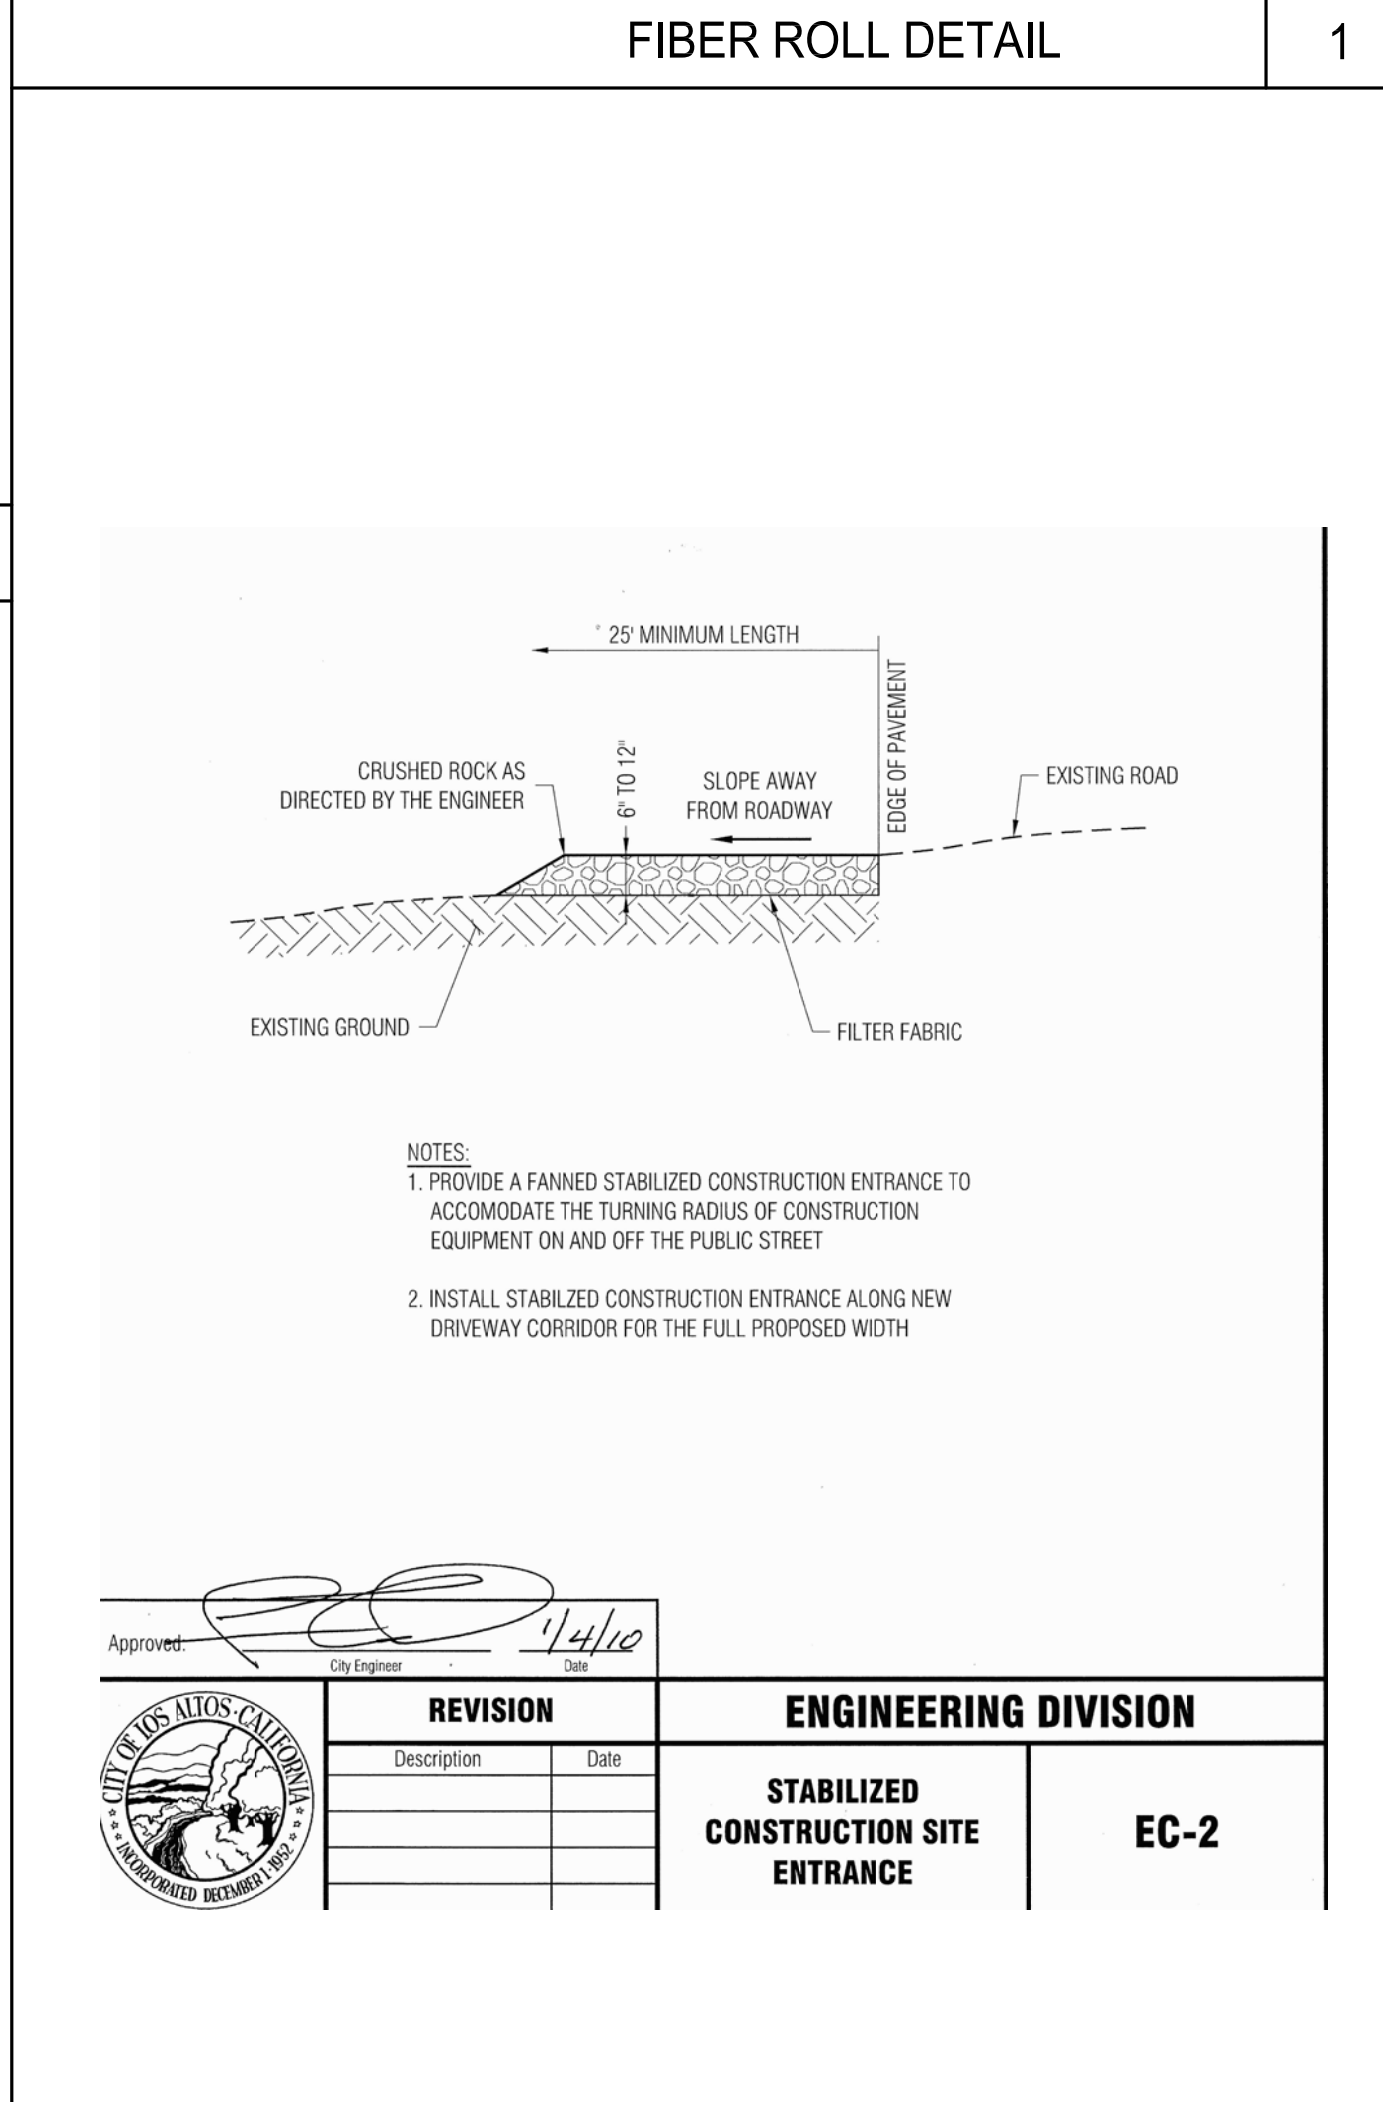 FIBER ROLL DETAIL
1
25' MINIMUM LENGTH
EDGE OF PAVEMENT
CRUSHED ROCK AS
DIRECTED BY THE ENGINEER
6" TO 12"
SLOPE AWAY
FROM ROADWAY
EXISTING ROAD
EXISTING GROUND
FILTER FABRIC
NOTES:
1. PROVIDE A FANNED STABILIZED CONSTRUCTION ENTRANCE TO
ACCOMODATE THE TURNING RADIUS OF CONSTRUCTION
EQUIPMENT ON AND OFF THE PUBLIC STREET
2. INSTALL STABILZED CONSTRUCTION ENTRANCE ALONG NEW
DRIVEWAY CORRIDOR FOR THE FULL PROPOSED WIDTH
Approved:
1/4/10
City Engineer
Date
CITY OF LOS ALTOS · CALIFORNIA
INCORPORATED DECEMBER 1 · 1952
REVISION
Description
Date
ENGINEERING DIVISION
STABILIZED
CONSTRUCTION SITE
ENTRANCE
EC-2